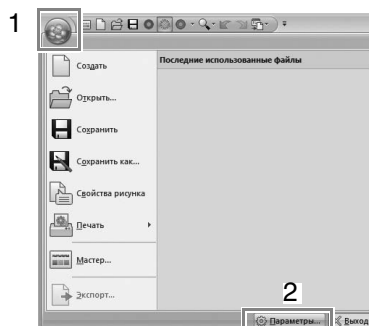 1
Последние использованные файлы
Создать
Открыть...
Сохранить
Сохранить как...
Свойства рисунка
Печать
Мастер...
Экспорт...
2
Параметры...
Выход